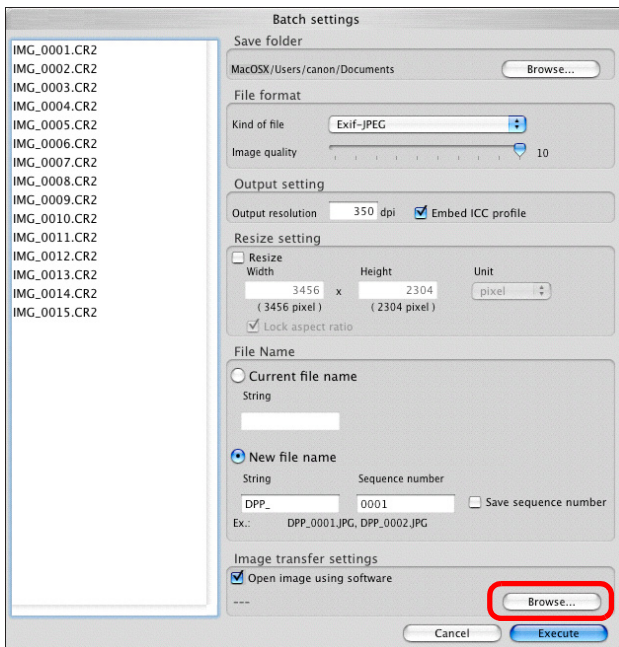 Batch settings
IMG_0001.CR2
IMG_0002.CR2
IMG_0003.CR2
IMG_0004.CR2
IMG_0005.CR2
IMG_0006.CR2
IMG_0007.CR2
IMG_0008.CR2
IMG_0009.CR2
IMG_0010.CR2
IMG_0011.CR2
IMG_0012.CR2
IMG_0013.CR2
IMG_0014.CR2
IMG_0015.CR2
Save folder
MacOSX/Users/canon/Documents Browse...
File format
Kind of file Exif-JPEG
Image quality 10
Output setting
Output resolution 350 dpi Embed ICC profile
Resize setting
Resize
Width Height Unit
3456 x 2304 pixel
(3456 pixel) (2304 pixel)
Lock aspect ratio
File Name
Current file name
String
New file name
String Sequence number
DPP_ 0001 Save sequence number
Ex.: DPP_0001.JPG, DPP_0002.JPG
Image transfer settings
Open image using software
--- Browse...
Cancel Execute